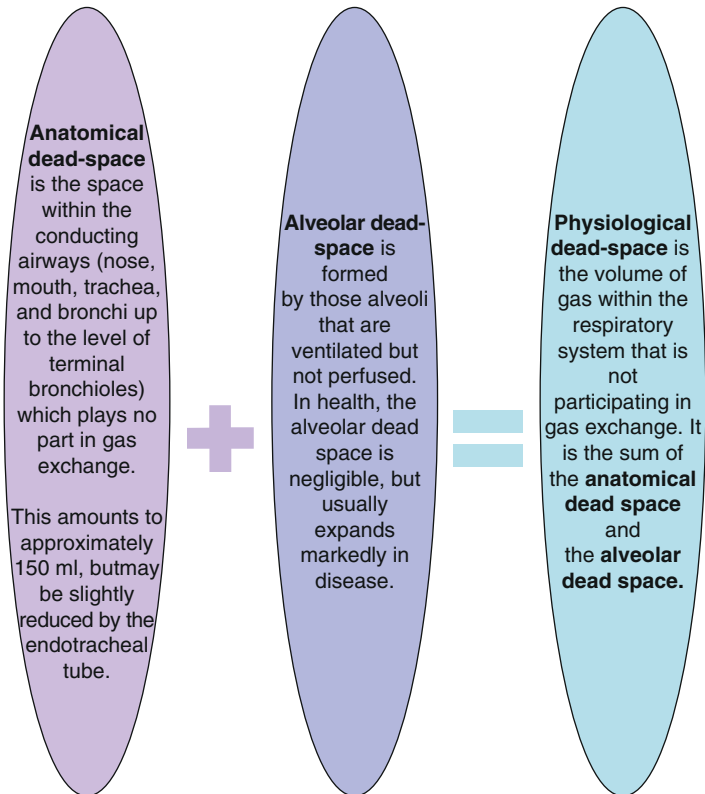 Anatomical
dead-space
is the space
within the
conducting
airways (nose,
mouth, trachea,
and bronchi up
to the level of
terminal
bronchioles)
which plays no
part in gas
exchange.
This amounts to
approximately
150 ml, butmay
be slightly
reduced by the
endotracheal
tube.
Alveolar dead-
space is
formed
by those alveoli
that are
ventilated but
not perfused.
In health, the
alveolar dead
space is
negligible, but
usually
expands
markedly in
disease.
Physiological
dead-space is
the volume of
gas within the
respiratory
system that is
not
participating in
gas exchange. It
is the sum of
the anatomical
dead space
and
the alveolar
dead space.